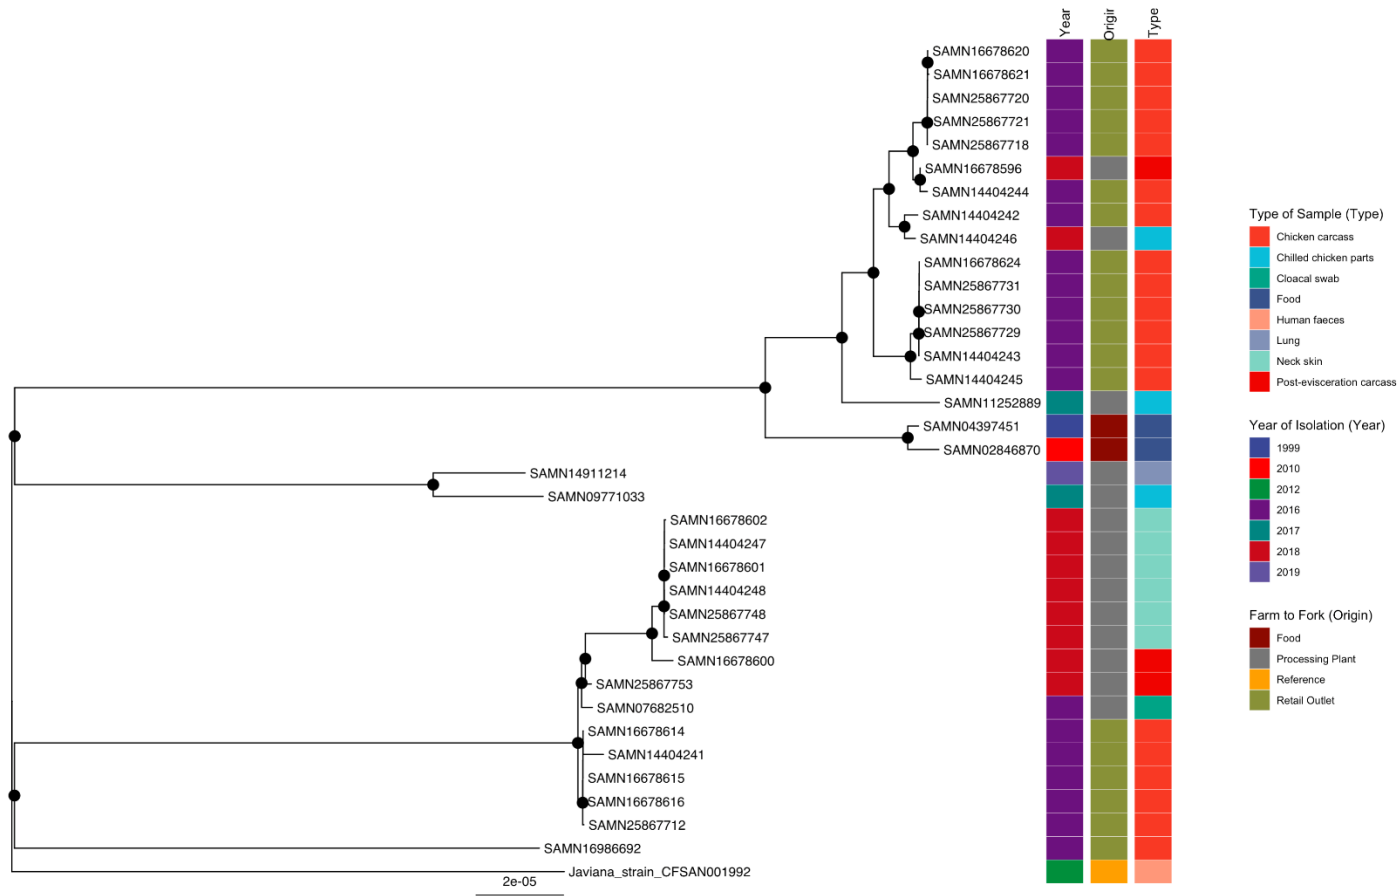 Year
Origir
Type
SAMN16678620
SAMN16678621
SAMN25867720
SAMN25867721
SAMN25867718
SAMN16678596
SAMN14404244
SAMN14404242
SAMN14404246
SAMN16678624
SAMN25867731
SAMN25867730
SAMN25867729
SAMN14404243
SAMN14404245
SAMN11252889
SAMN04397451
SAMN02846870
SAMN14911214
SAMN09771033
SAMN16678602
SAMN14404247
SAMN16678601
SAMN14404248
SAMN25867748
SAMN25867747
SAMN16678600
SAMN25867753
SAMN07682510
SAMN16678614
SAMN14404241
SAMN16678615
SAMN16678616
SAMN25867712
SAMN16986692
Javiana_strain_CFSAN001992
2e-05
Type of Sample (Type)
Chicken carcass
Chilled chicken parts
Cloacal swab
Food
Human faeces
Lung
Neck skin
Post-evisceration carcass
Year of Isolation (Year)
1999
2010
2012
2016
2017
2018
2019
Farm to Fork (Origin)
Food
Processing Plant
Reference
Retail Outlet